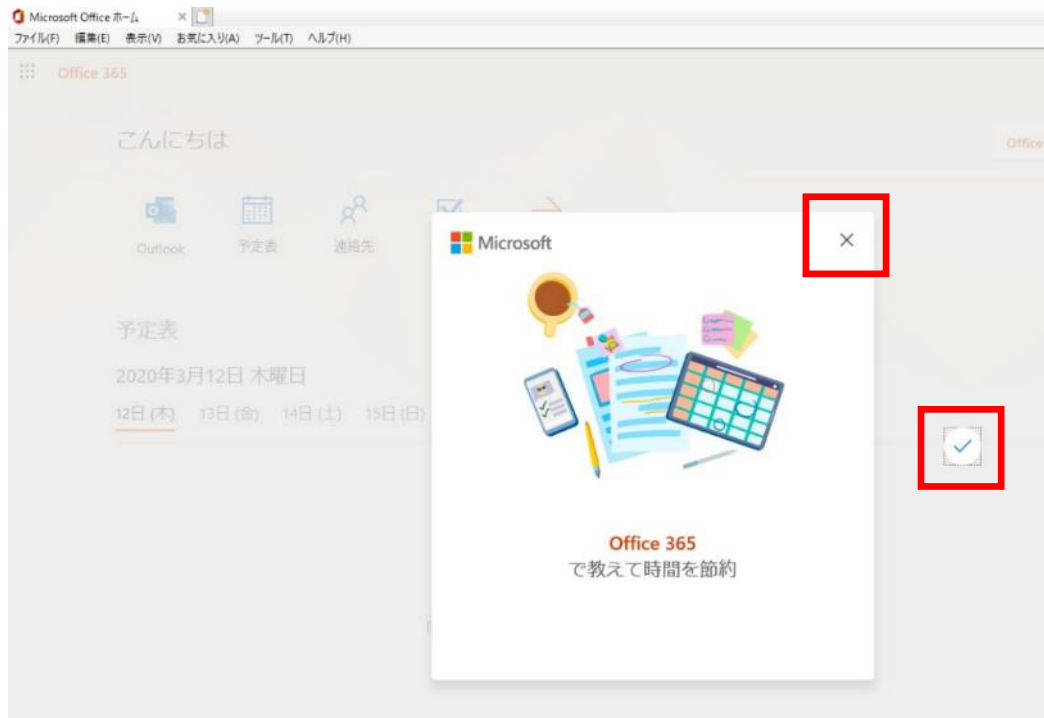 Microsoft Office ホーム
ファイル(F) 編集(E) 表示(V) お気に入り(A) ツール(T) ヘルプ(H)
Office 365
こんにちは
Office
Outlook 予定表 連絡先
Microsoft
予定表
2020年3月12日 木曜日
12日 (木) 13日 (金) 14日 (土) 15日 (日)
Office 365
で教えて時間を節約